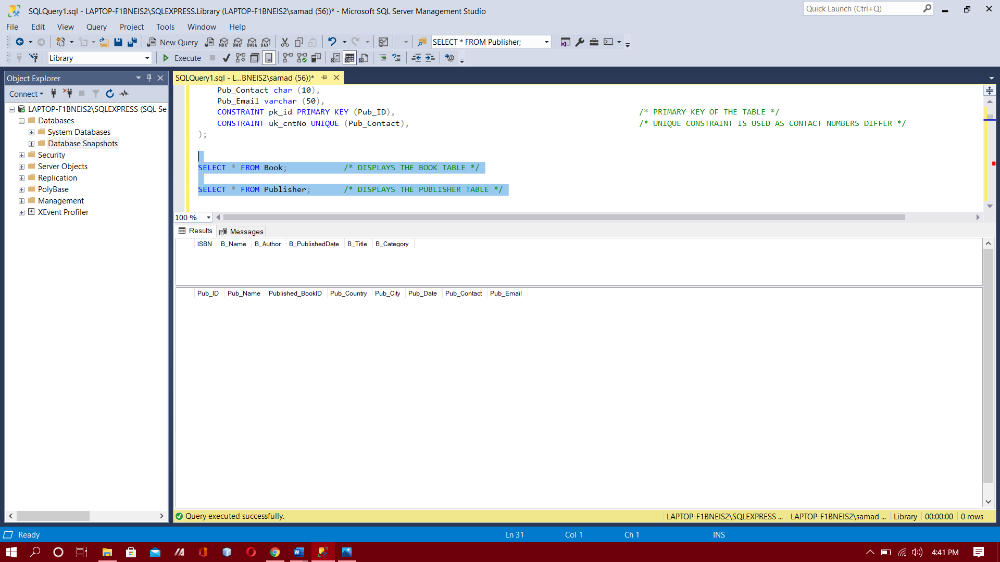 SQLQuery1.sql - LAPTOP-F1BNEIS2\SQLEXPRESS.Library (LAPTOP-F1BNEIS2\samad (56))* - Microsoft SQL Server Management Studio
Quick Launch (Ctrl+Q)
File Edit View Query Project Tools Window Help
New Query
MDX DMX XMLA DAX
SELECT * FROM Publisher;
Library
Execute
Object Explorer
Connect
LAPTOP-F1BNEIS2\SQLEXPRESS (SQL Se
Databases
System Databases
Database Snapshots
Security
Server Objects
Replication
PolyBase
Management
XEvent Profiler
SQLQuery1.sql - L...BNEIS2\samad (56))*
Pub_Contact char (10),
Pub_Email varchar (50),
CONSTRAINT pk_id PRIMARY KEY (Pub_ID), /* PRIMARY KEY OF THE TABLE */
CONSTRAINT uk_cntNo UNIQUE (Pub_Contact), /* UNIQUE CONSTRAINT IS USED AS CONTACT NUMBERS DIFFER */
);
SELECT * FROM Book; /* DISPLAYS THE BOOK TABLE */
SELECT * FROM Publisher; /* DISPLAYS THE PUBLISHER TABLE */
100 %
Results Messages
ISBN B_Name B_Author B_PublishedDate B_Title B_Category
Pub_ID Pub_Name Published_BookID Pub_Country Pub_City Pub_Date Pub_Contact Pub_Email
Query executed successfully. LAPTOP-F1BNEIS2\SQLEXPRESS ... LAPTOP-F1BNEIS2\samad ... Library 00:00:00 0 rows
Ready Ln 31 Col 1 Ch 1 INS
4:41 PM